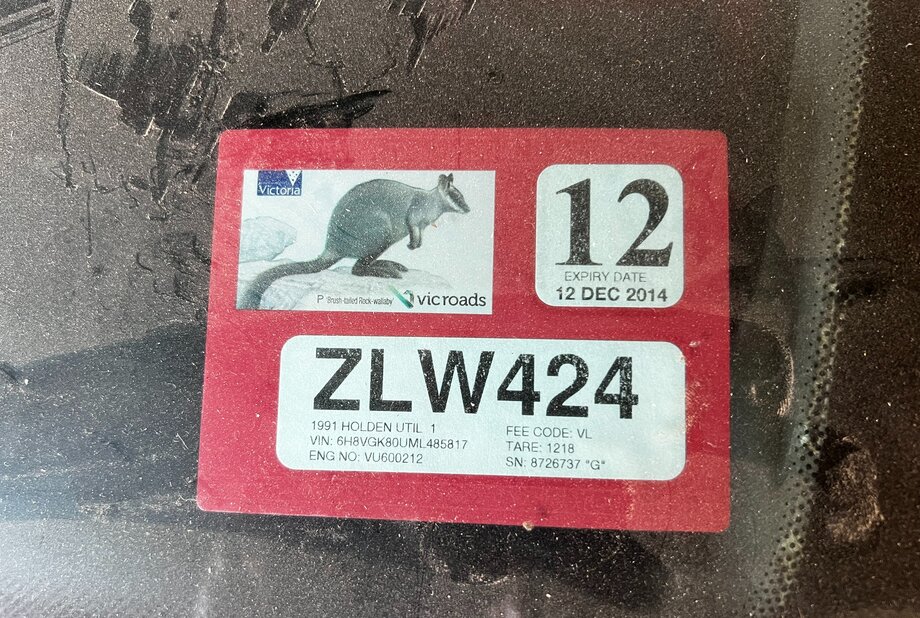 Victoria
12
EXPIRY DATE
12 DEC 2014
P 'Brush-tailed Rock-wallaby'
vicroads
ZLW424
1991 HOLDEN UTIL 1
VIN: 6H8VGK80UML485817
ENG NO: VU600212
FEE CODE: VL
TARE: 1218
SN: 8726737 "G"